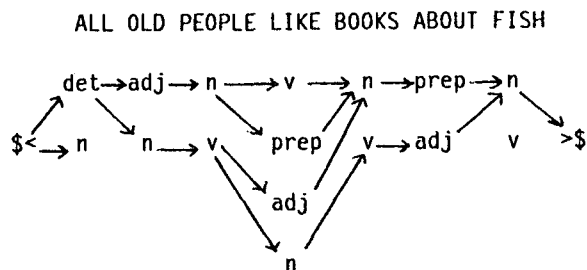 ALL OLD PEOPLE LIKE BOOKS ABOUT FISH
det adj n v n prep n
$< n n v prep v adj v >$
adj
n